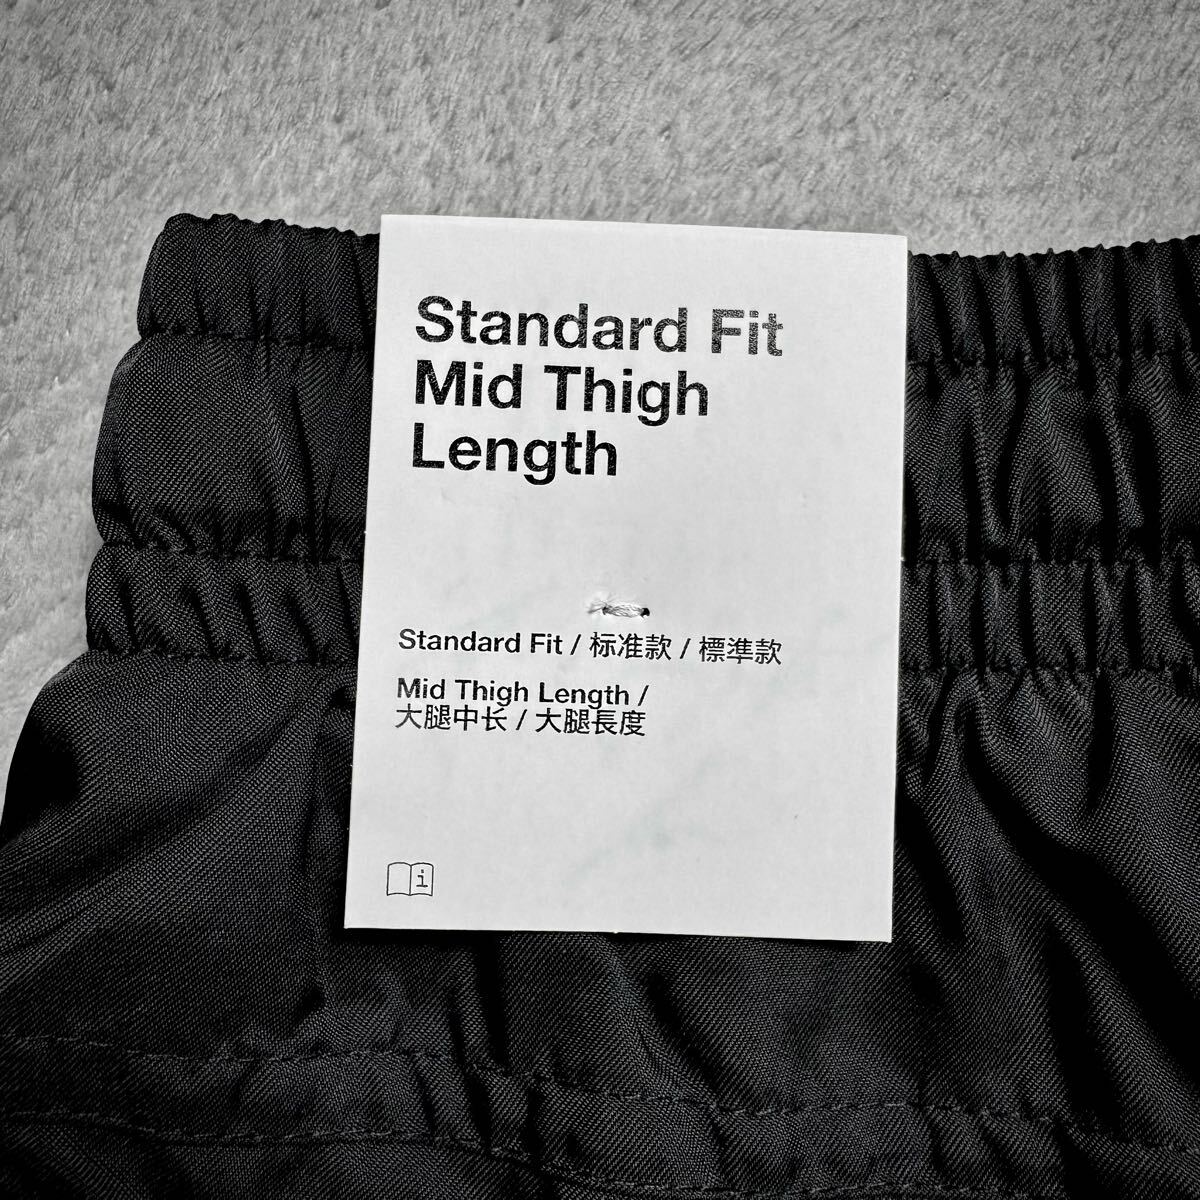 Standard Fit
Mid Thigh
Length
Standard Fit / 标准款 / 標準款
Mid Thigh Length /
大腿中长 / 大腿長度
i